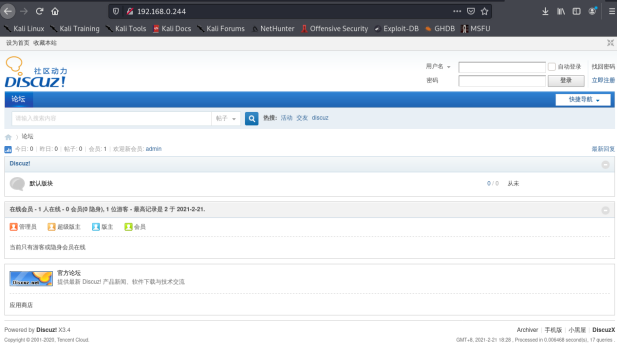 192.168.0.244
Kali Linux Kali Training Kali Tools Kali Docs Kali Forums NetHunter Offensive Security Exploit-DB GHDB MSFU
设为首页 收藏本站
用户名 自动登录 找回密码
社区动力
DISCUZ!
密码 登录 立即注册
论坛 快捷导航
请输入搜索内容 帖子 热搜: 活动 交友 discuz
论坛
今日: 0 | 昨日: 0 | 帖子: 0 | 会员: 1 | 欢迎新会员: admin 最新回复
Discuz!
默认版块 0 / 0 从未
在线会员 - 1 人在线 - 0 会员(0 隐身), 1 位游客 - 最高记录是 2 于 2021-2-21.
管理员 超级版主 版主 会员
当前只有游客或隐身会员在线
官方论坛
提供最新 Discuz! 产品新闻、软件下载与技术交流
应用商店
Powered by Discuz! X3.4 Archiver | 手机版 | 小黑屋 | DiscuzX
Copyright © 2001-2020, Tencent Cloud. GMT+8, 2021-2-21 18:28 , Processed in